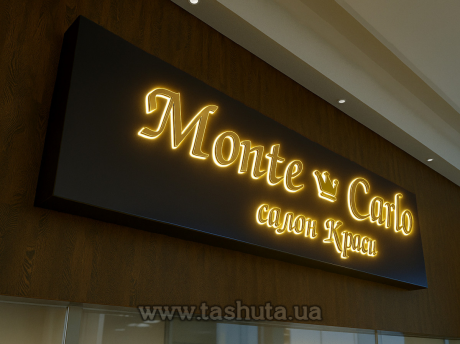 Monte Carlo
салон Краси
www.tashuta.ua